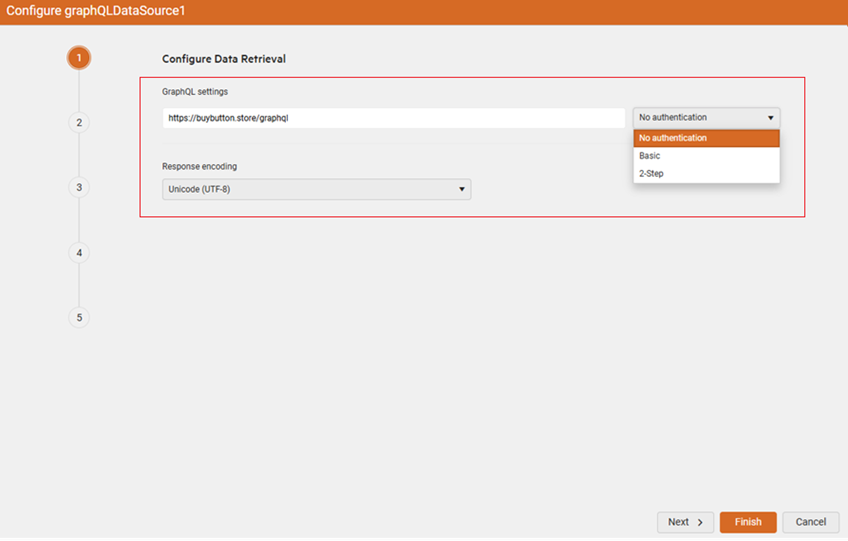 Configure graphQLDataSource1
1
Configure Data Retrieval
GraphQL settings
https://buybutton.store/graphql
No authentication
No authentication
Basic
2-Step
2
Response encoding
Unicode (UTF-8)
3
4
5
Next
Finish
Cancel